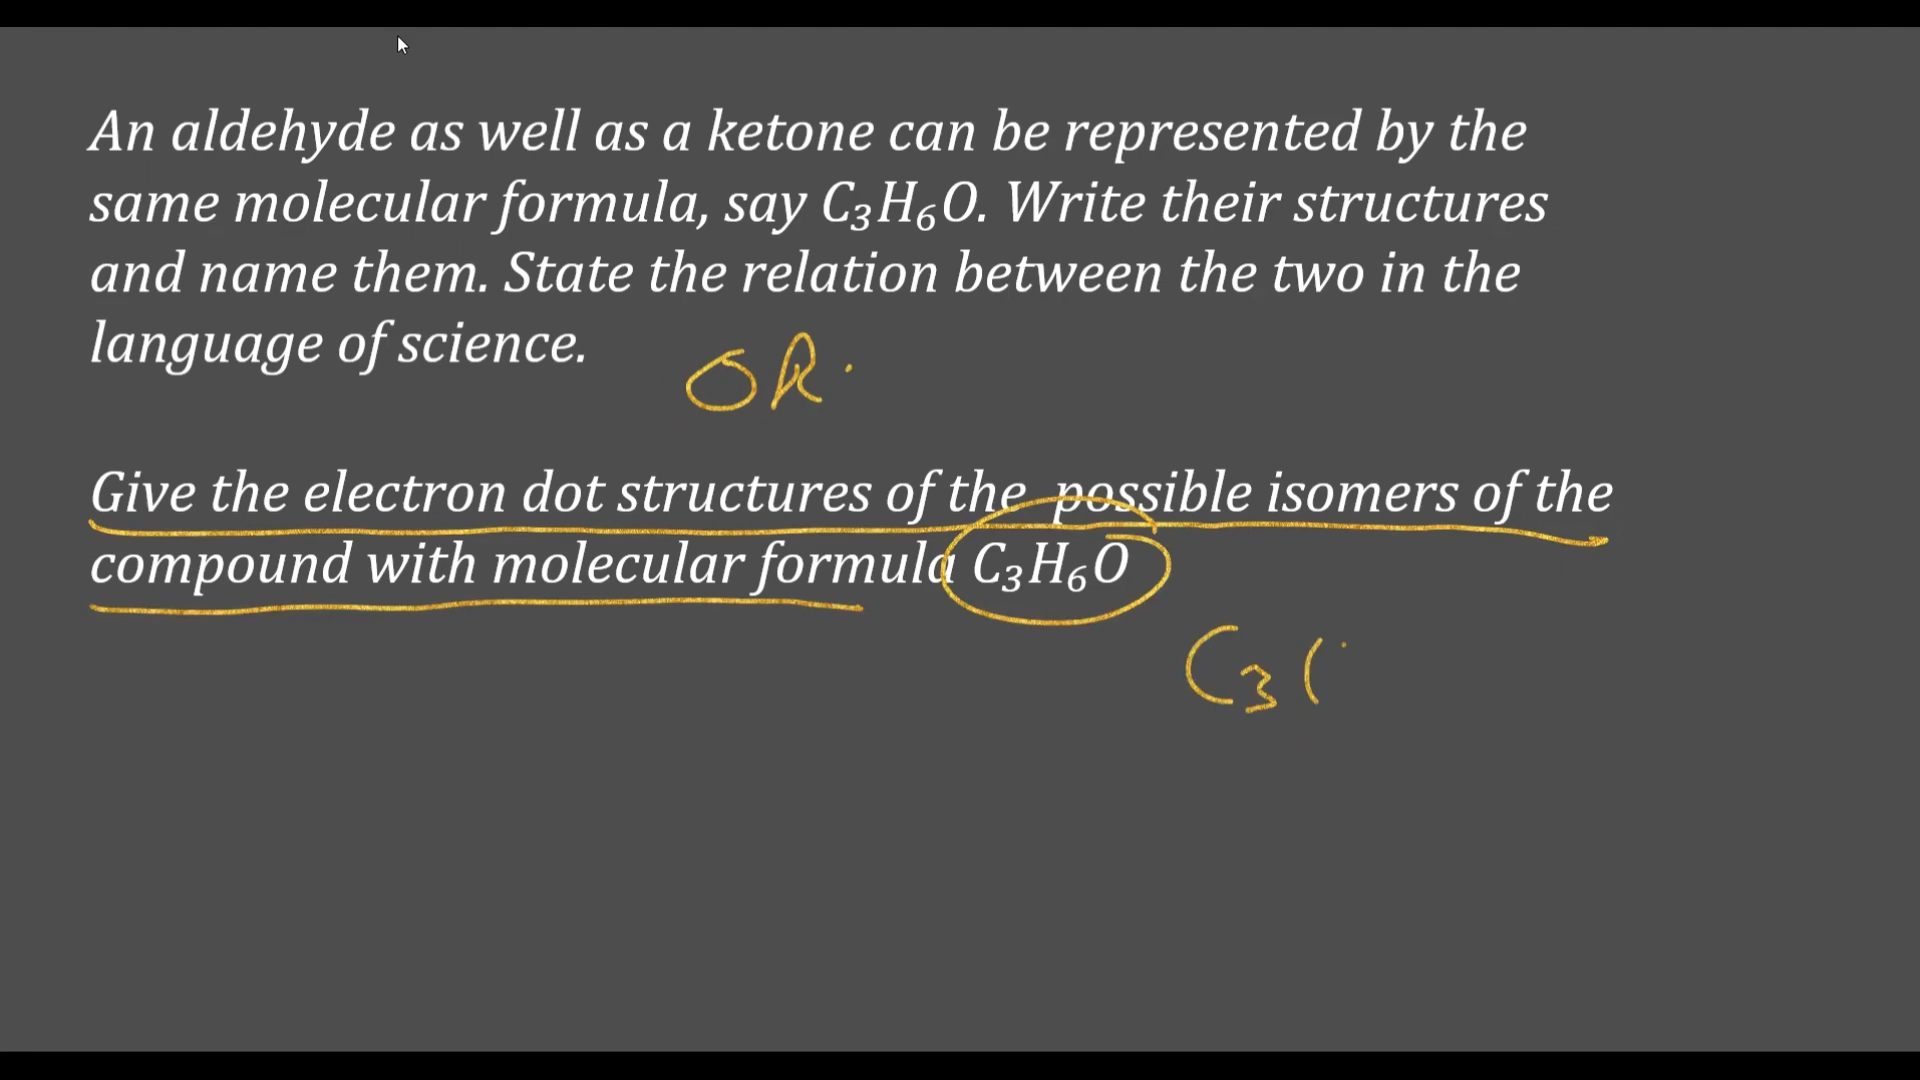 An aldehyde as well as a ketone can be represented by the
same molecular formula, say C₃H₆O. Write their structures
and name them. State the relation between the two in the
language of science.
OR.
Give the electron dot structures of the possible isomers of the
compound with molecular formula C₃H₆O
C₃(